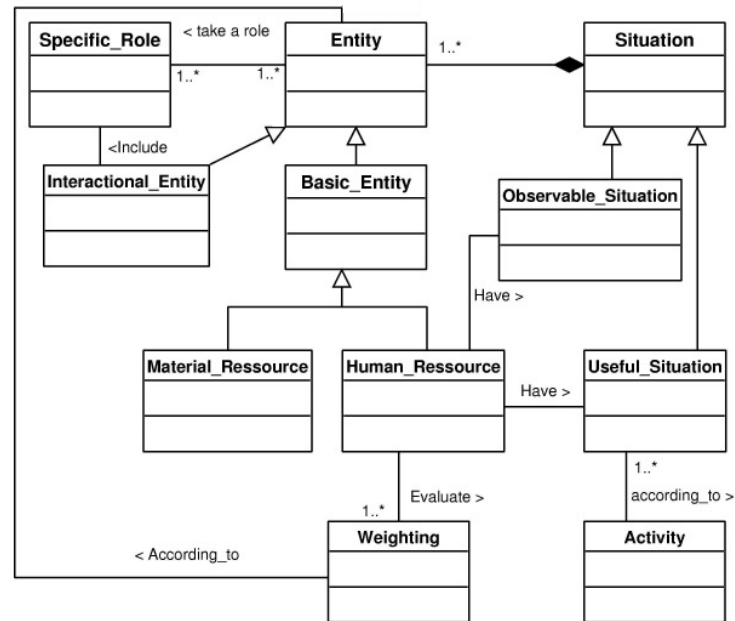 Specific_Role
< take a role
Entity
1..*
Situation
1..*
1..*
<Include
Interactional_Entity
Basic_Entity
Observable_Situation
Have >
Material_Ressource
Human_Ressource
Have >
Useful_Situation
1..*
Evaluate >
according_to >
1..*
Weighting
Activity
< According_to